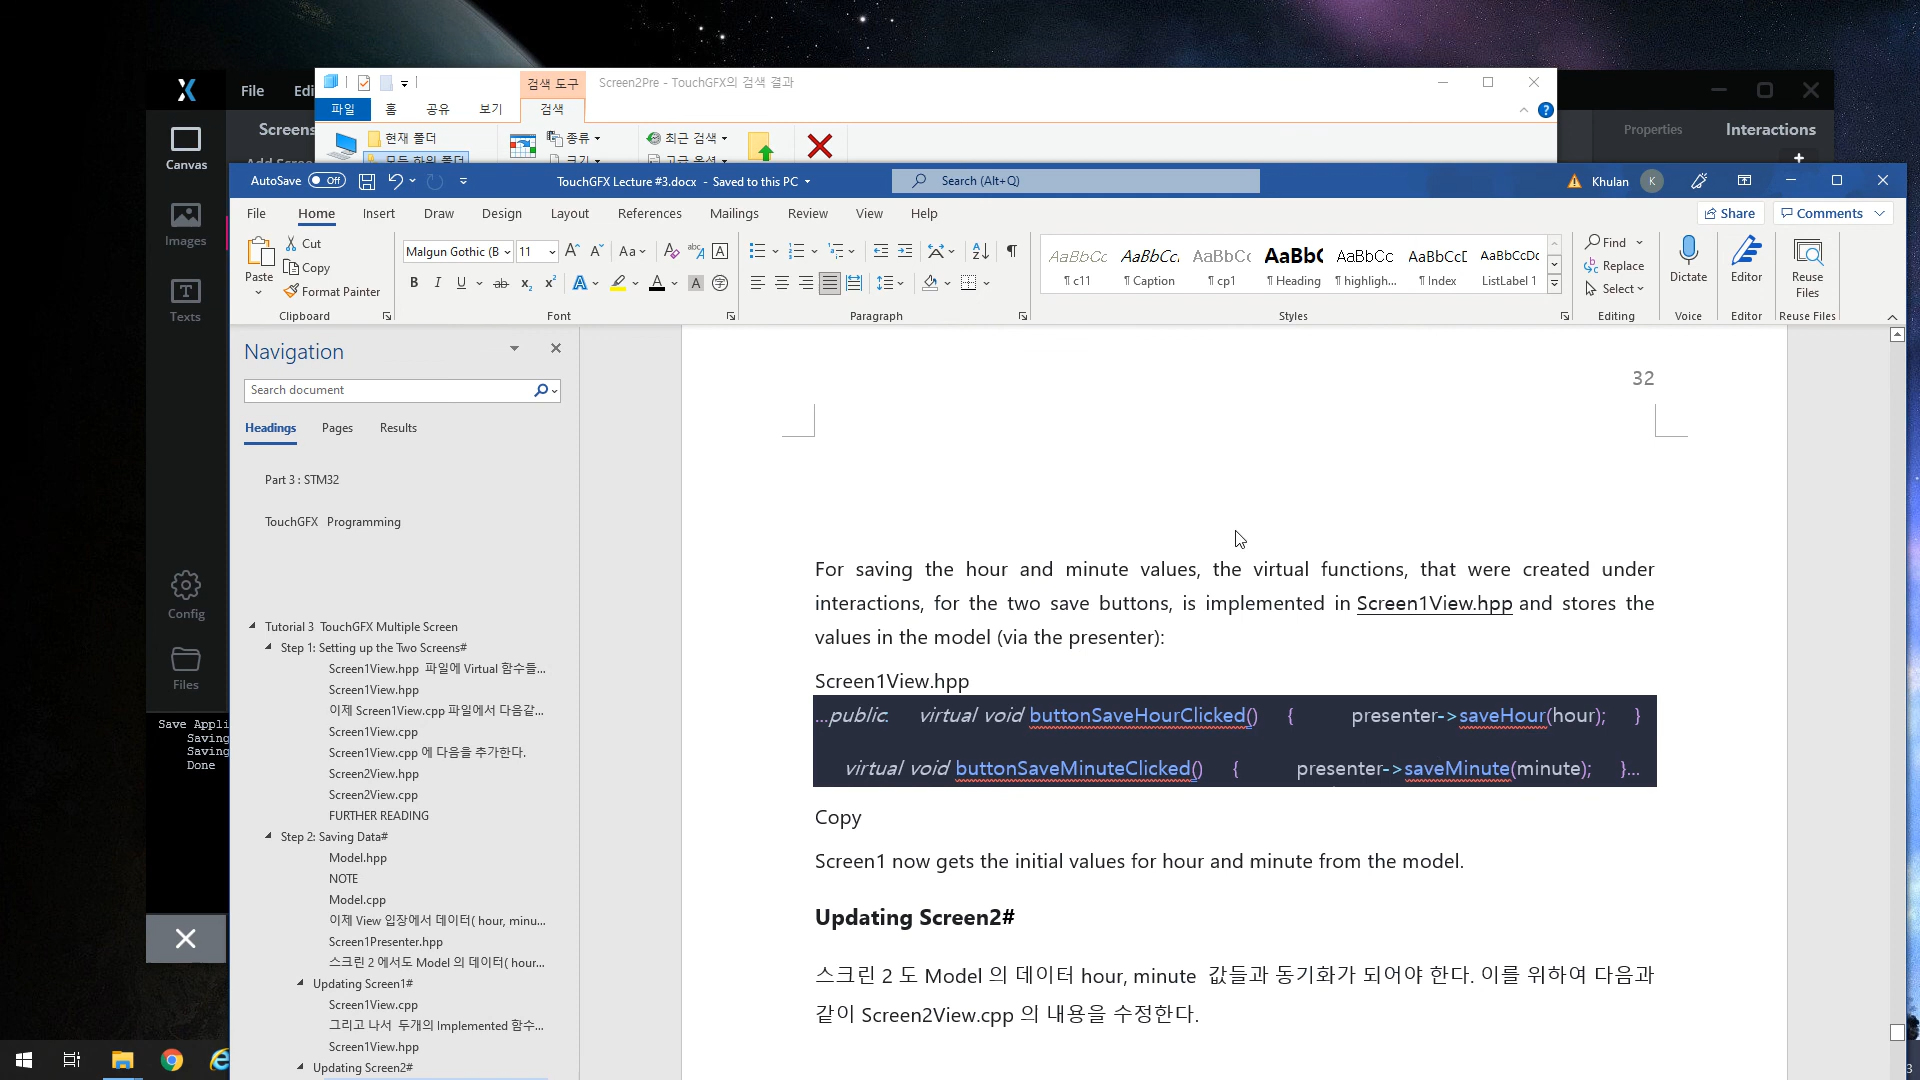 File Edi
Screens
Add Scree
Canvas
Images
Texts
Config
Files
Save Appli
Saving
Saving
Done
Properties Interactions
검색 도구 Screen2Pre - TouchGFX의 검색 결과
파일 홈 공유 보기 검색
현재 폴더 종류 최근 검색
모든 하위 폴더 크기 고급 옵션
AutoSave Off TouchGFX Lecture #3.docx - Saved to this PC Search (Alt+Q) Khulan K
File Home Insert Draw Design Layout References Mailings Review View Help Share Comments
Paste Cut Copy Format Painter
Clipboard
Malgun Gothic (B 11
Font
Paragraph
AaBbCc AaBbCc. AaBbCc AaBbC AaBbCc AaBbCcD AaBbCcDc
¶ c11 ¶ Caption ¶ cp1 ¶ Heading ¶ highligh... ¶ Index ListLabel 1
Styles
Find
Replace
Select
Editing
Dictate
Voice
Editor
Editor
Reuse
Files
Reuse Files
Navigation
Search document
Headings Pages Results
Part 3 : STM32
TouchGFX Programming
Tutorial 3 TouchGFX Multiple Screen
Step 1: Setting up the Two Screens#
Screen1View.hpp 파일에 Virtual 함수들...
Screen1View.hpp
이제 Screen1View.cpp 파일에서 다음같...
Screen1View.cpp
Screen1View.cpp 에 다음을 추가한다.
Screen2View.hpp
Screen2View.cpp
FURTHER READING
Step 2: Saving Data#
Model.hpp
NOTE
Model.cpp
이제 View 입장에서 데이터( hour, minu...
Screen1Presenter.hpp
스크린 2 에서도 Model 의 데이터( hour...
Updating Screen1#
Screen1View.cpp
그리고 나서 두개의 Implemented 함수...
Screen1View.hpp
Updating Screen2#
32
For saving the hour and minute values, the virtual functions, that were created under
interactions, for the two save buttons, is implemented in Screen1View.hpp and stores the
values in the model (via the presenter):
Screen1View.hpp
...public: virtual void buttonSaveHourClicked() { presenter->saveHour(hour); }
virtual void buttonSaveMinuteClicked() { presenter->saveMinute(minute); }...
Copy
Screen1 now gets the initial values for hour and minute from the model.
Updating Screen2#
스크린 2 도 Model 의 데이터 hour, minute 값들과 동기화가 되어야 한다. 이를 위하여 다음과
같이 Screen2View.cpp 의 내용을 수정한다.